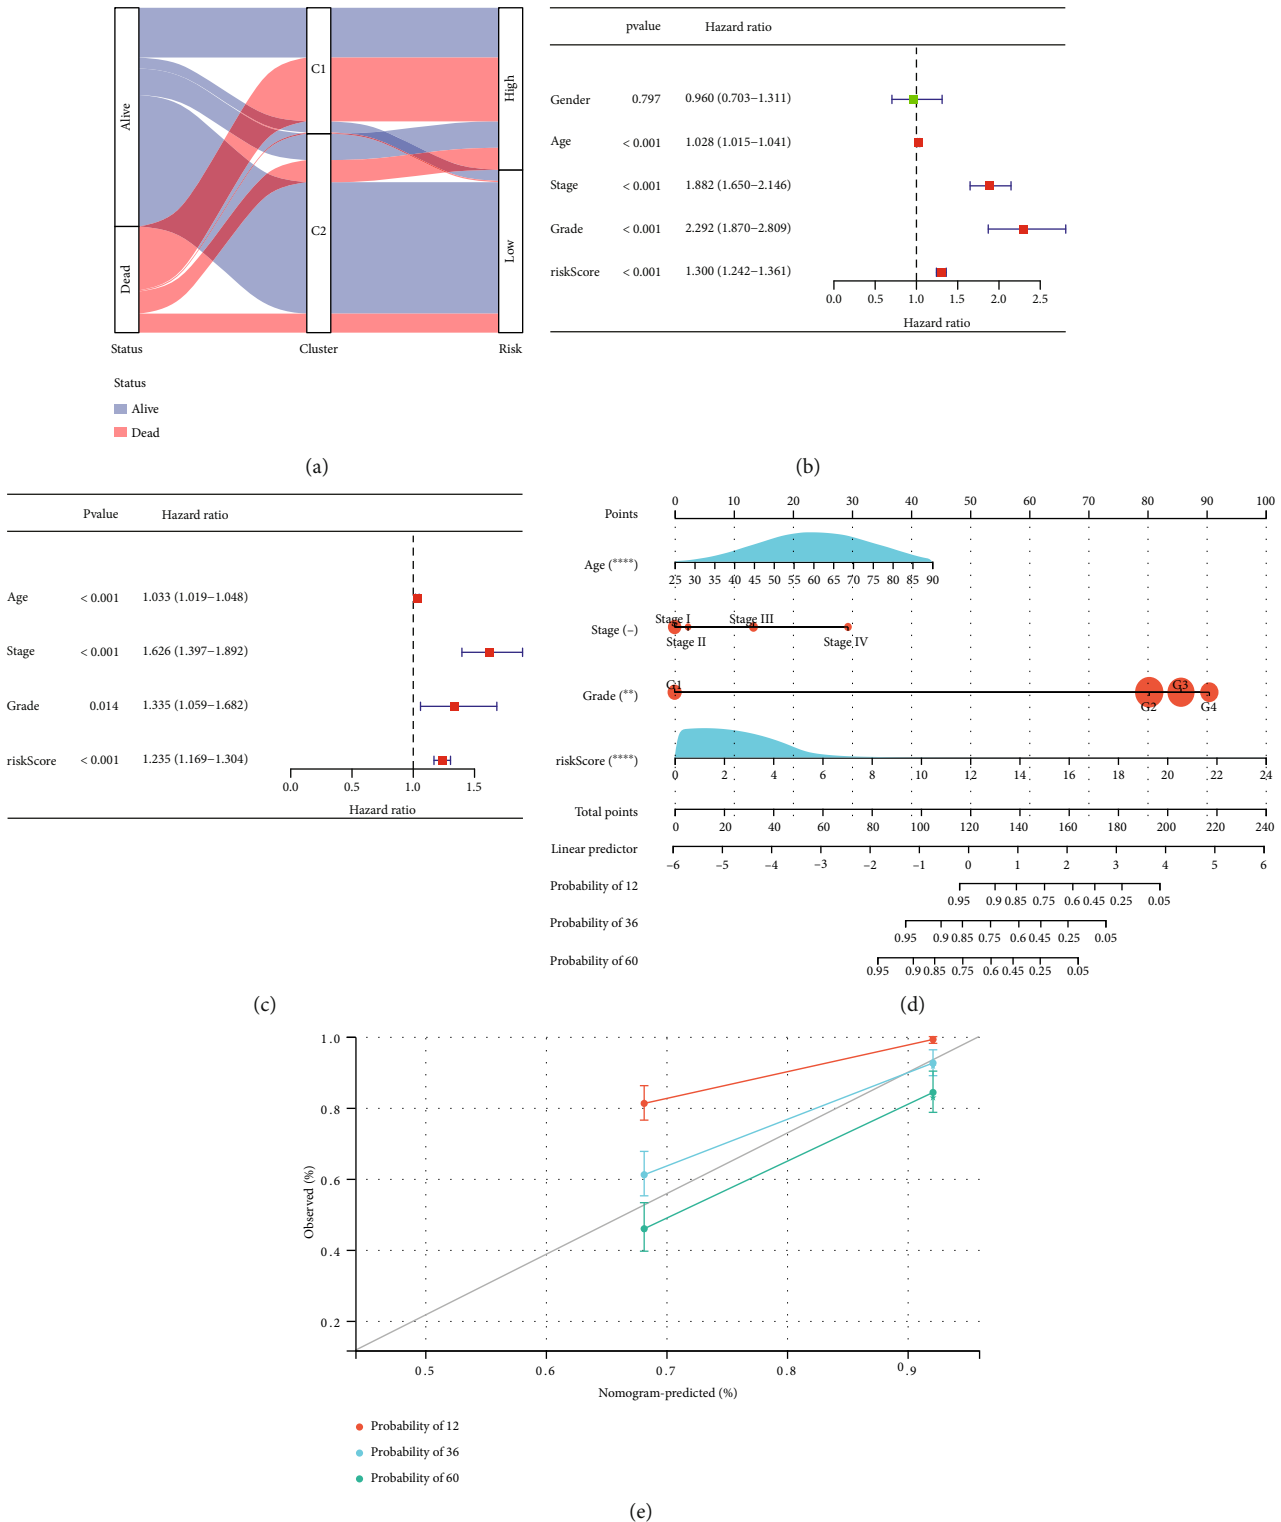 Alive
Dead
C1
C2
High
Low
Status Cluster Risk
Status
Alive
Dead
(a)
pvalue Hazard ratio
Gender 0.797 0.960 (0.703−1.311)
Age < 0.001 1.028 (1.015−1.041)
Stage < 0.001 1.882 (1.650−2.146)
Grade < 0.001 2.292 (1.870−2.809)
riskScore < 0.001 1.300 (1.242−1.361)
0.0 0.5 1.0 1.5 2.0 2.5
Hazard ratio
(b)
Pvalue Hazard ratio
Age < 0.001 1.033 (1.019−1.048)
Stage < 0.001 1.626 (1.397−1.892)
Grade 0.014 1.335 (1.059−1.682)
riskScore < 0.001 1.235 (1.169−1.304)
0.0 0.5 1.0 1.5
Hazard ratio
(c)
0 10 20 30 40 50 60 70 80 90 100
Points
Age (****)
25 30 35 40 45 50 55 60 65 70 75 80 85 90
Stage I Stage III
Stage (–)
Stage II Stage IV
G1 G3
Grade (**)
G2 G4
riskScore (****)
0 2 4 6 8 10 12 14 16 18 20 22 24
Total points
0 20 40 60 80 100 120 140 160 180 200 220 240
Linear predictor
–6 –5 –4 –3 –2 –1 0 1 2 3 4 5 6
Probability of 12
0.95 0.9 0.85 0.75 0.6 0.45 0.25 0.05
Probability of 36
0.95 0.9 0.85 0.75 0.6 0.45 0.25 0.05
Probability of 60
0.95 0.9 0.85 0.75 0.6 0.45 0.25 0.05
(d)
1.0
0.8
0.6
0.4
0.2
Observed (%)
0.5 0.6 0.7 0.8 0.9
Nomogram-predicted (%)
Probability of 12
Probability of 36
Probability of 60
(e)